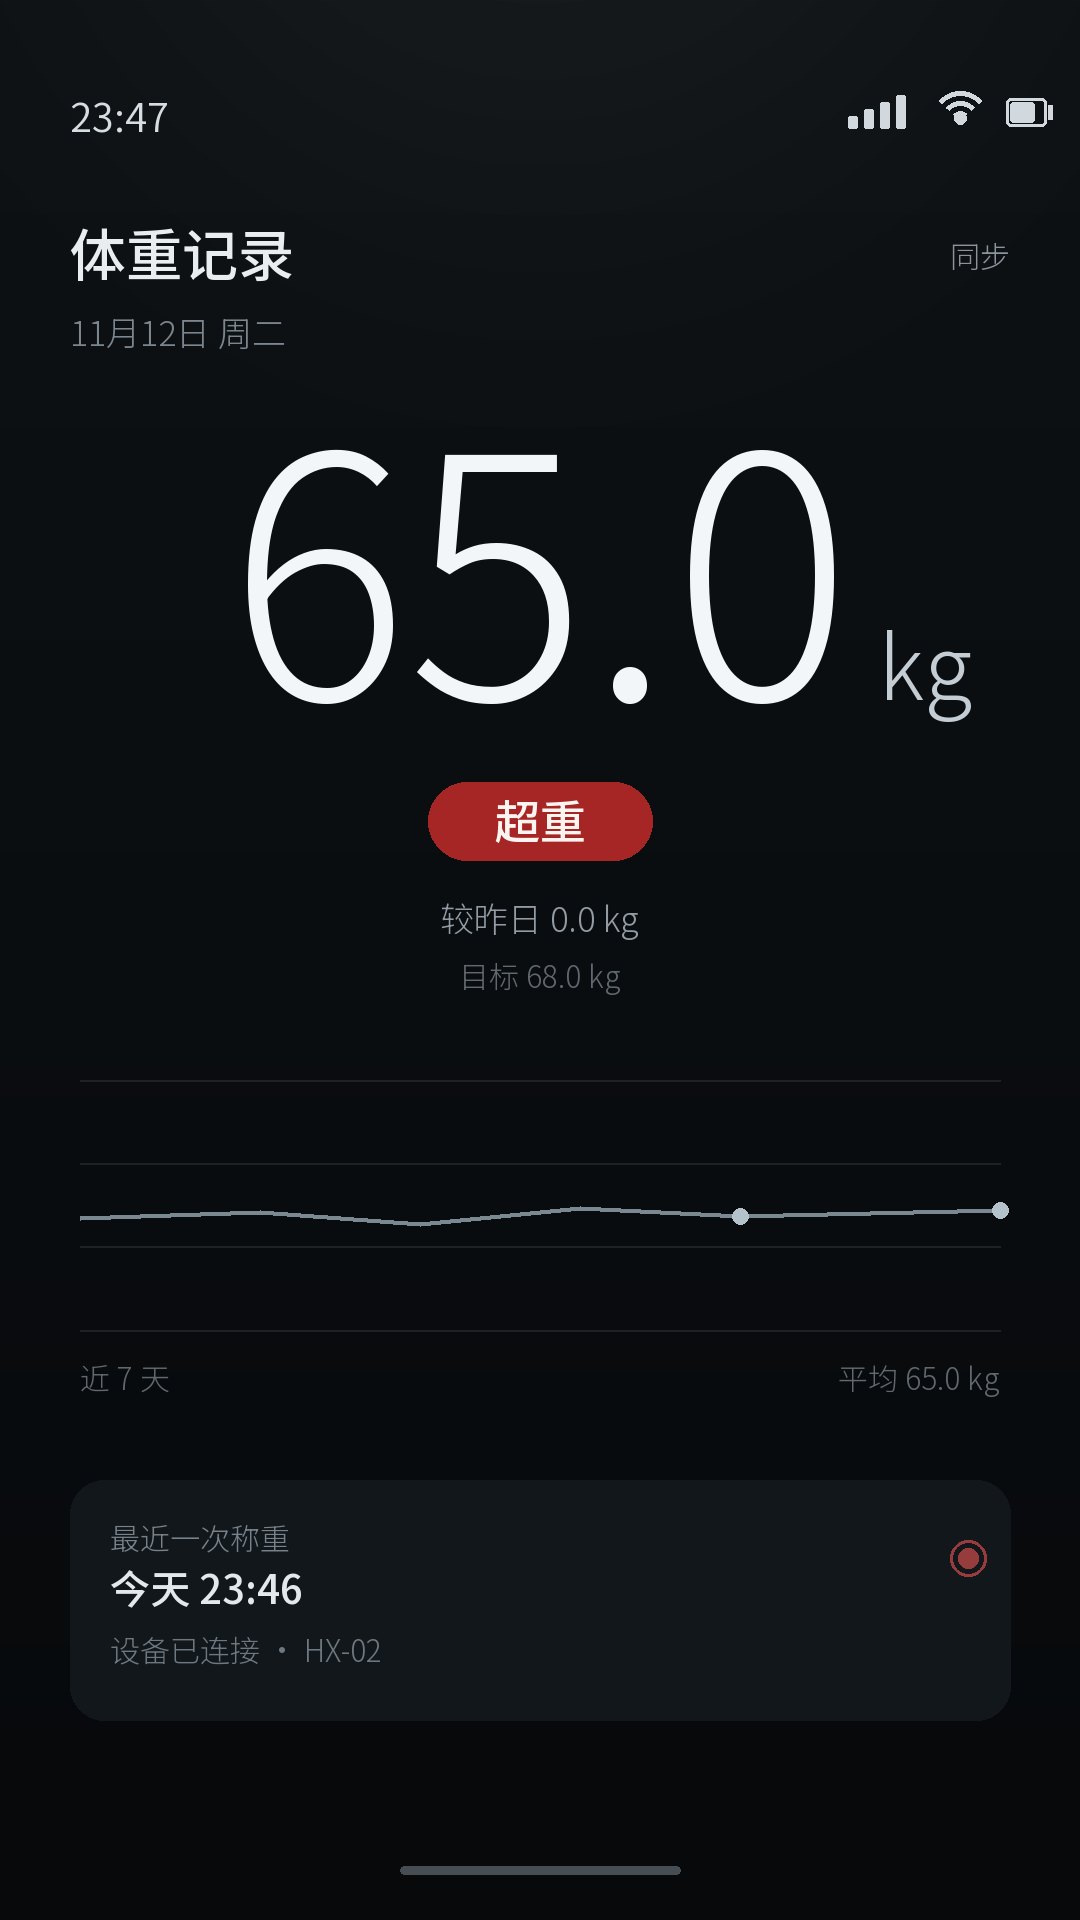 23:47
体重记录
同步
11月12日 周二
65.0 kg
超重
较昨日 0.0 kg
目标 68.0 kg
近 7 天
平均 65.0 kg
最近一次称重
今天 23:46
设备已连接 · HX-02